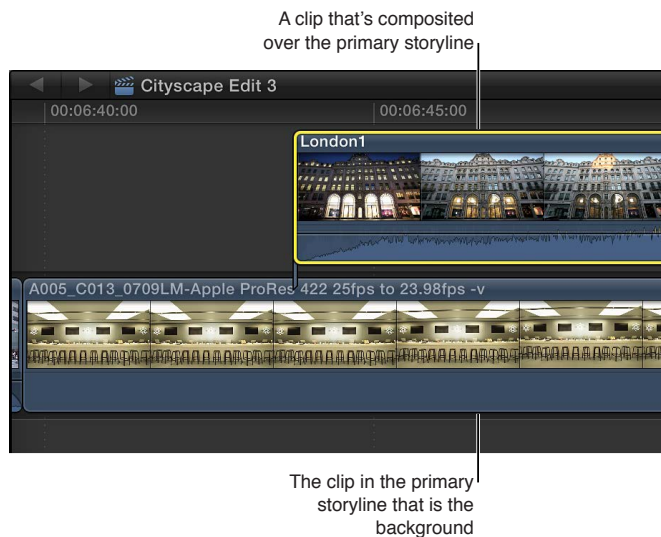 A clip that's composited
over the primary storyline
Cityscape Edit 3
00:06:40:00
00:06:45:00
London1
A005_C013_0709LM-Apple ProRes 422 25fps to 23.98fps -v
The clip in the primary
storyline that is the
background